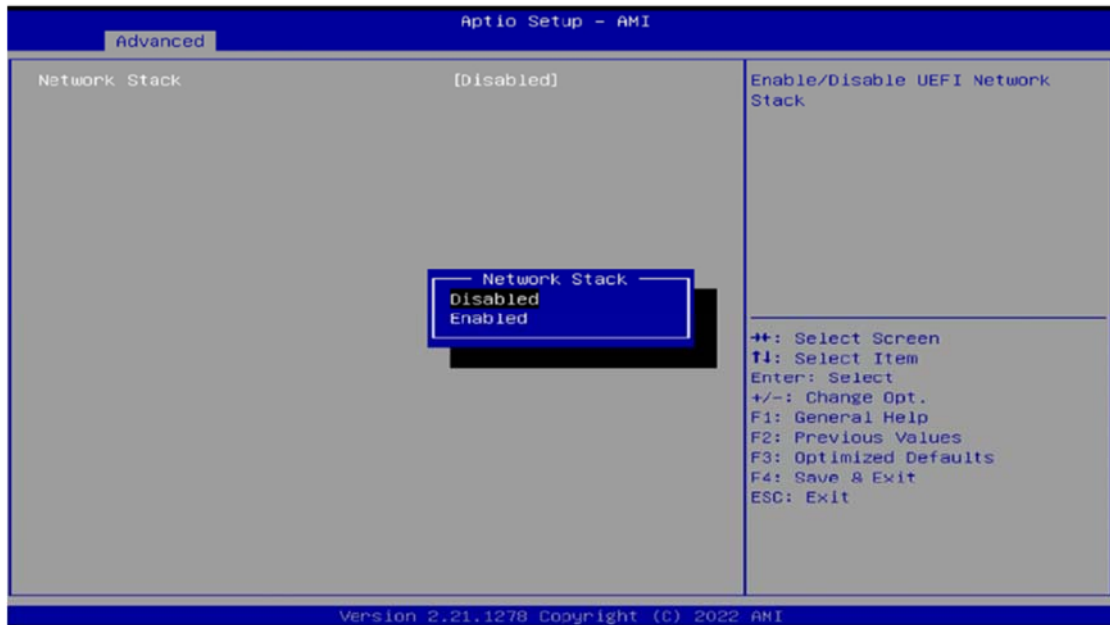 Aptio Setup - AMI
Advanced
Network Stack [Disabled]
Enable/Disable UEFI Network
Stack
Network Stack
Disabled
Enabled
→←: Select Screen
↑↓: Select Item
Enter: Select
+/-: Change Opt.
F1: General Help
F2: Previous Values
F3: Optimized Defaults
F4: Save & Exit
ESC: Exit
Version 2.21.1278 Copyright (C) 2022 AMI